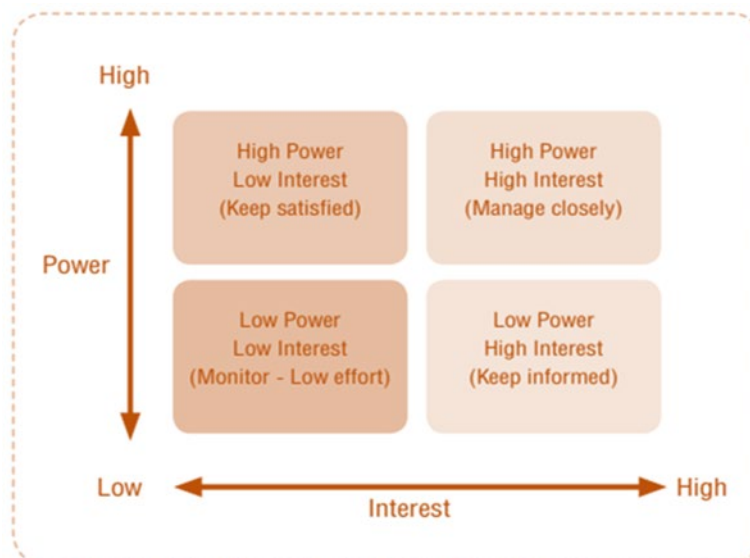 High
High Power
Low Interest
(Keep satisfied)
High Power
High Interest
(Manage closely)
Power
Low Power
Low Interest
(Monitor - Low effort)
Low Power
High Interest
(Keep informed)
Low
High
Interest